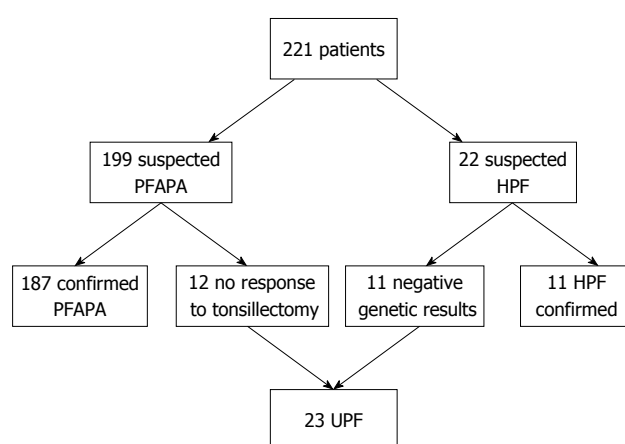 221 patients
199 suspected
PFAPA
22 suspected
HPF
187 confirmed
PFAPA
12 no response
to tonsillectomy
11 negative
genetic results
11 HPF
confirmed
23 UPF